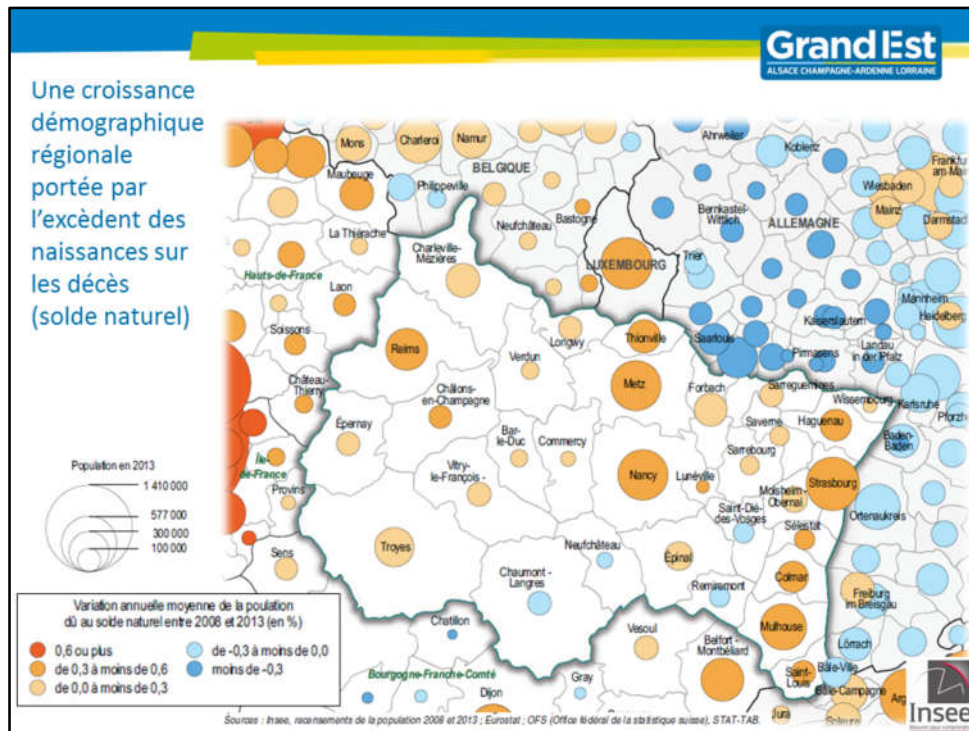 Grand Est
ALSACE CHAMPAGNE-ARDENNE LORRAINE
Une croissance
démographique
régionale
portée par
l'excèdent des
naissances sur
les décès
(solde naturel)
Mons
Charleroi
Namur
Ahrweiler
Koblenz
Maubeuge
Philippeville
BELGIQUE
Wiesbaden
Frankfurt
am-Main
La Thiérache
Neufchâteau
Bastogne
Bernkastel-
Wittlich
ALLEMAGNE
Mainz
Darmstadt
Charleville-
Mézières
Hauts-de-France
LUXEMBOURG
Trier
Laon
Mannheim
Heidelberg
Soissons
Reims
Longwy
Thionville
Saarlouis
Kaiserslautern
Landau
in der Pfalz
Pirmasens
Verdun
Château-
Thierry
Châlons-
en-Champagne
Metz
Forbach
Sarreguemines
Wissembourg
Karlsruhe
Pforzh
Épernay
Bar-
le-Duc
Commercy
Saverne
Haguenau
Baden-
Baden
Île-
de-France
Vitry-
le-François
Nancy
Lunéville
Sarrebourg
Strasbourg
Provins
Molsheim-
Obernai
Ortenaukreis
Saint-Dié-
des-Vosges
Sélestat
Sens
Troyes
Neufchâteau
Épinal
Chaumont -
Langres
Remiremont
Colmar
Freiburg
im Breisgau
Mulhouse
Lörrach
Chatillon
Vesoul
Belfort -
Montbéliard
Saint-
Louis
Bâle-Ville
Bâle-Campagne
Bourgogne-Franche-Comté
Gray
Dijon
Jura
Soleure
Arg
Population en 2013
1 410 000
577 000
300 000
100 000
Variation annuelle moyenne de la poulation
dû au solde naturel entre 2008 et 2013 (en %)
0,6 ou plus
de 0,3 à moins de 0,6
de 0,0 à moins de 0,3
de -0,3 à moins de 0,0
moins de -0,3
Sources : Insee, recensements de la population 2008 et 2013 ; Eurostat ; OFS (Office fédéral de la statistique suisse), STAT-TAB.
Insee
Mesurer pour comprendre